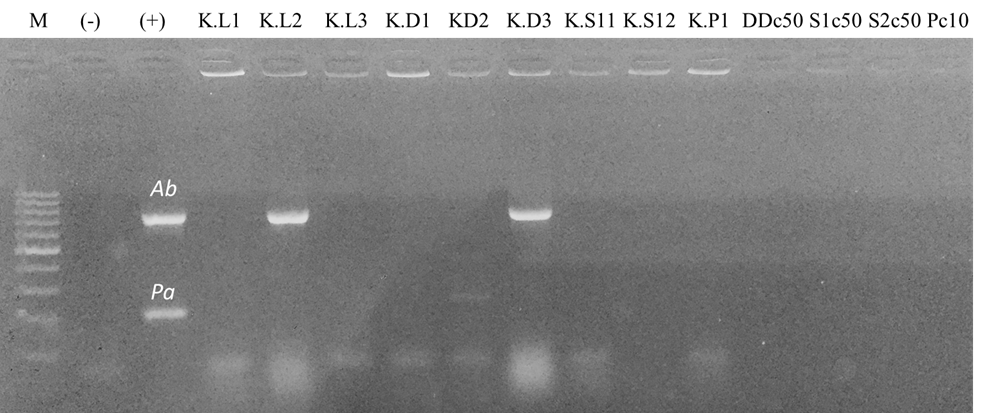 M (-) (+) K.L1 K.L2 K.L3 K.D1 KD2 K.D3 K.S11 K.S12 K.P1 DDc50 S1c50 S2c50 Pc10
Ab
Pa